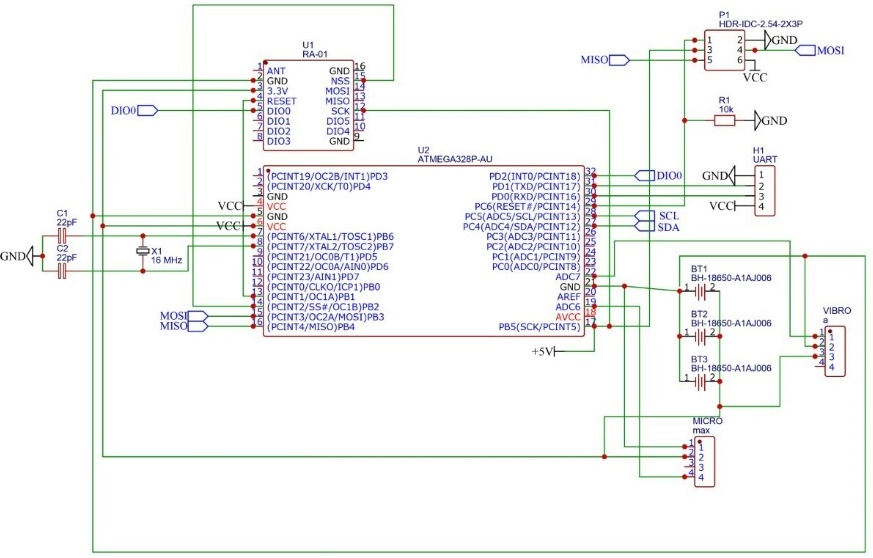 P1
HDR-IDC-2.54-2X3P
1 2 GND
3 4 MOSI
MISO 5 6
VCC
U1
RA-01
1 ANT GND 16
2 GND NSS 15
3 3.3V MOSI 14
4 RESET MISO 13
DIO0 5 DIO0 SCK 12
6 DIO1 DIO5 11
7 DIO2 DIO4 10
8 DIO3 GND 9
R1
10k GND
U2
ATMEGA328P-AU
H1
UART
1 (PCINT19/OC2B/INT1)PD3 PD2(INT0/PCINT18) 32 DIO0 GND 1
2 (PCINT20/XCK/T0)PD4 PD1(TXD/PCINT17) 31 2
3 GND PD0(RXD/PCINT16) 30 3
VCC 4 VCC PC6(RESET#/PCINT14) 29 VCC 4
5 GND PC5(ADC5/SCL/PCINT13) 28 SCL
VCC 6 VCC PC4(ADC4/SDA/PCINT12) 27 SDA
7 (PCINT6/XTAL1/TOSC1)PB6 PC3(ADC3/PCINT11) 26
8 (PCINT7/XTAL2/TOSC2)PB7 PC2(ADC2/PCINT10) 25
9 (PCINT21/OC0B/T1)PD5 PC1(ADC1/PCINT9) 24
10 (PCINT22/OC0A/AIN0)PD6 PC0(ADC0/PCINT8) 23
11 (PCINT23/AIN1)PD7 ADC7 22
12 (PCINT0/CLKO/ICP1)PB0 GND 21
13 (PCINT1/OC1A)PB1 AREF 20
14 (PCINT2/SS#/OC1B)PB2 ADC6 19
MOSI 15 (PCINT3/OC2A/MOSI)PB3 AVCC 18
MISO 16 (PCINT4/MISO)PB4 PB5(SCK/PCINT5) 17
+5V
C1
22pF
C2
22pF
GND
X1
16 MHz
BT1
BH-18650-A1AJ006
1 2
BT2
BH-18650-A1AJ006
1 2
BT3
BH-18650-A1AJ006
1 2
VIBRO
a
1 1
2 2
3 3
4 4
MICRO
max
1 1
2 2
3 3
4 4